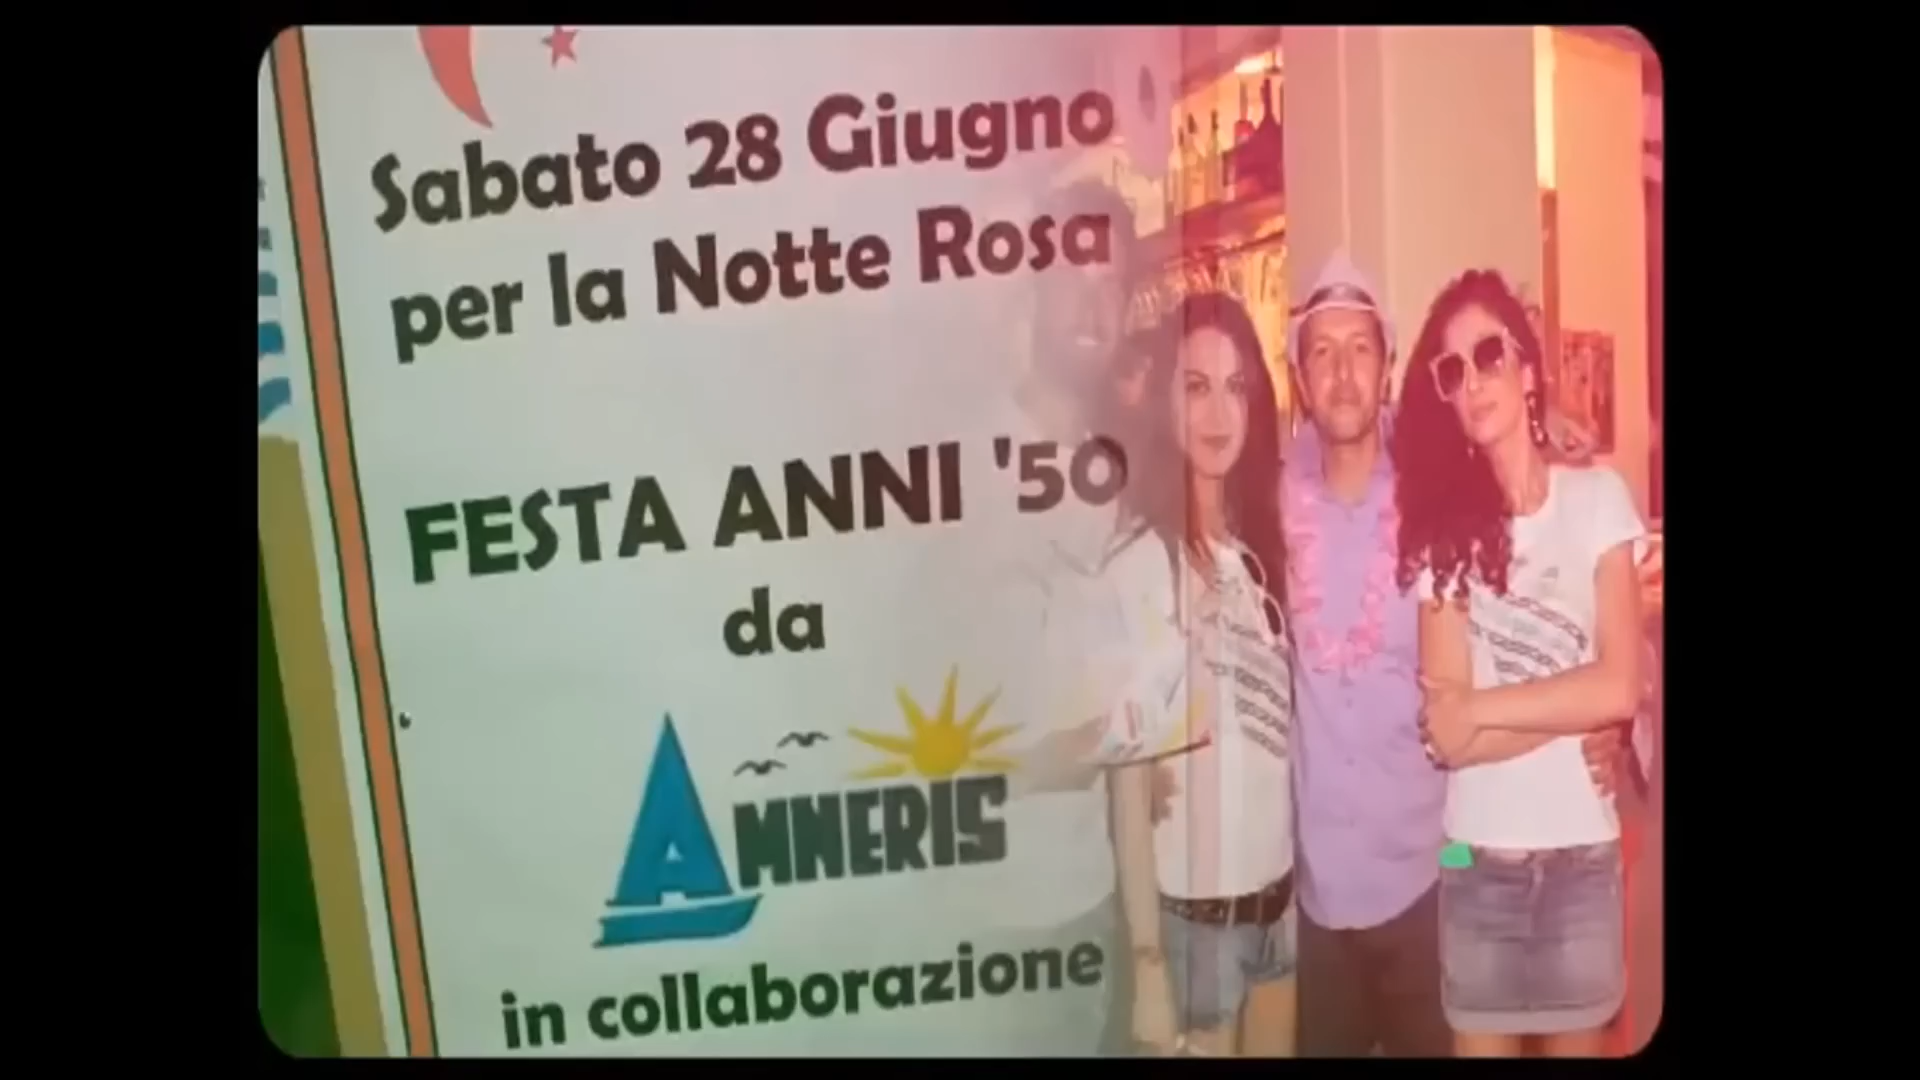 Sabato 28 Giugno
per la Notte Rosa
FESTA ANNI '50
da
AMNERIS
in collaborazione